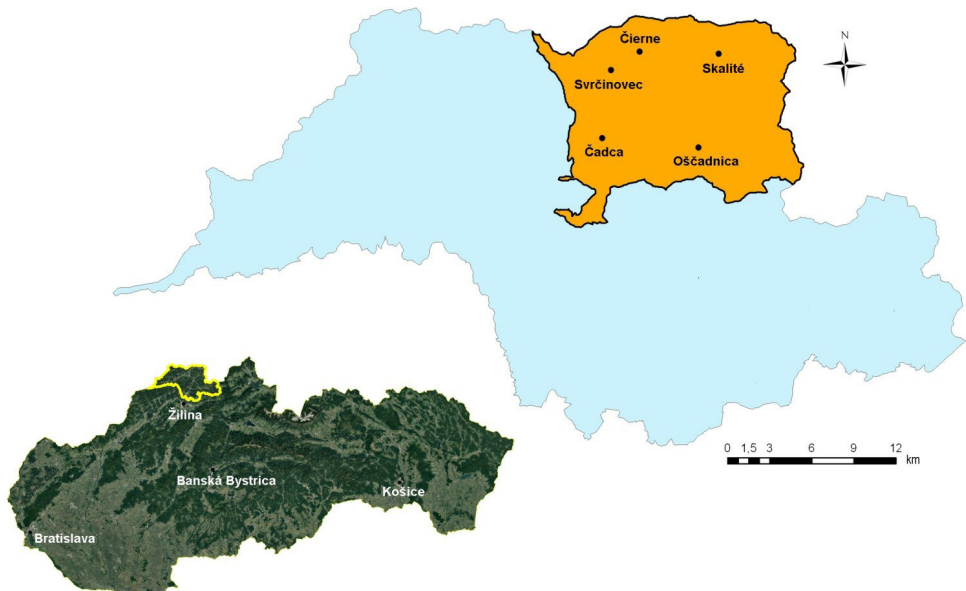 N
Čierne
Skalité
Svrčinovec
Čadca
Oščadnica
0 1,5 3 6 9 12
km
Žilina
Banská Bystrica
Košice
Bratislava